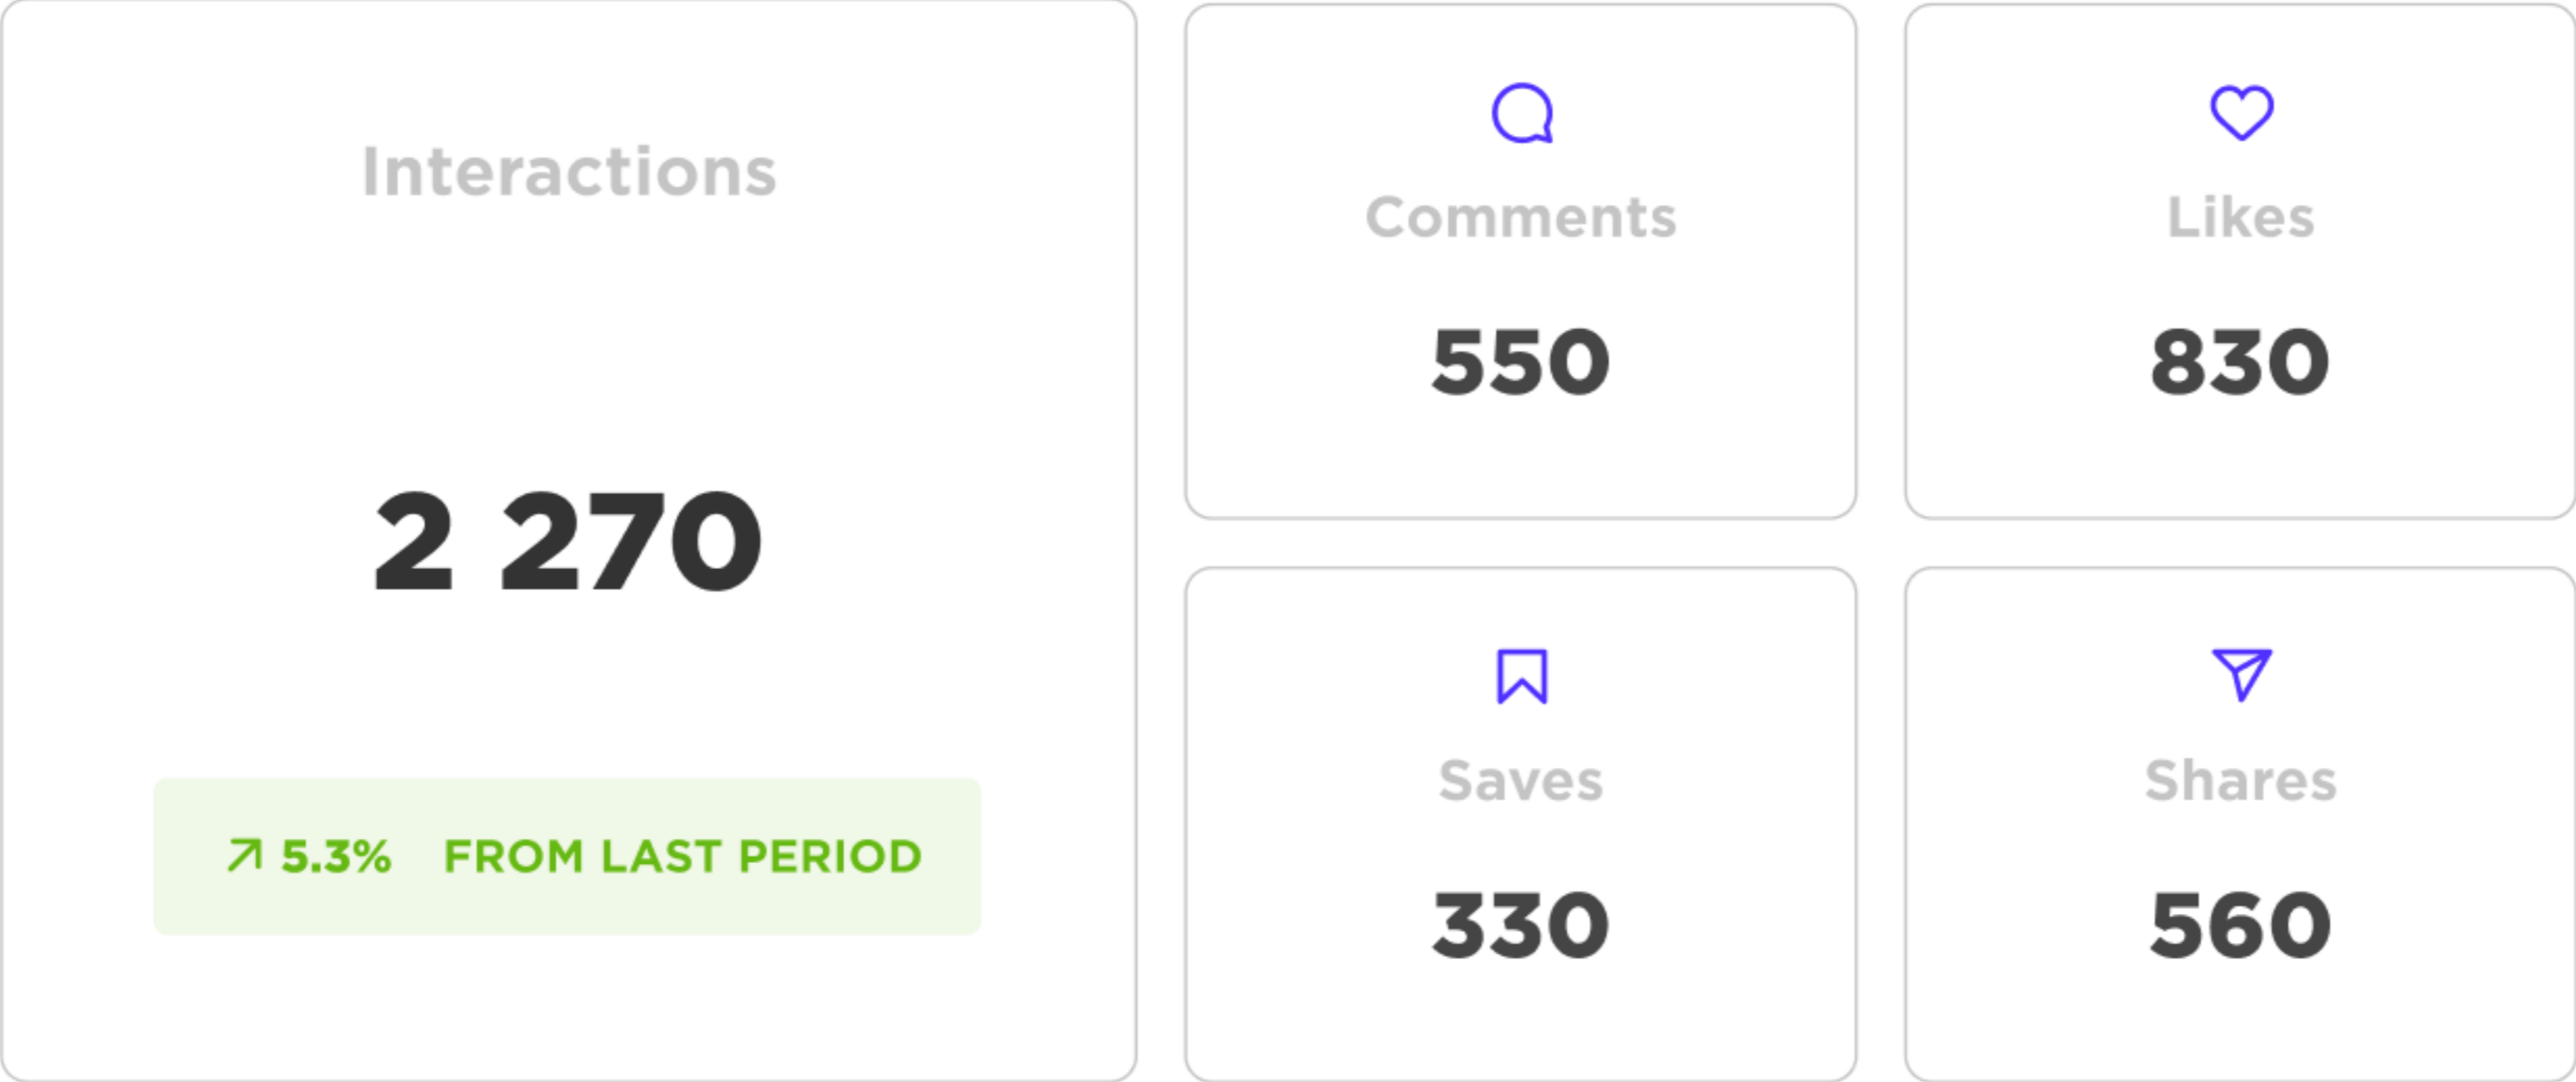 Interactions
2 270
5.3% FROM LAST PERIOD
Comments
550
Likes
830
Saves
330
Shares
560